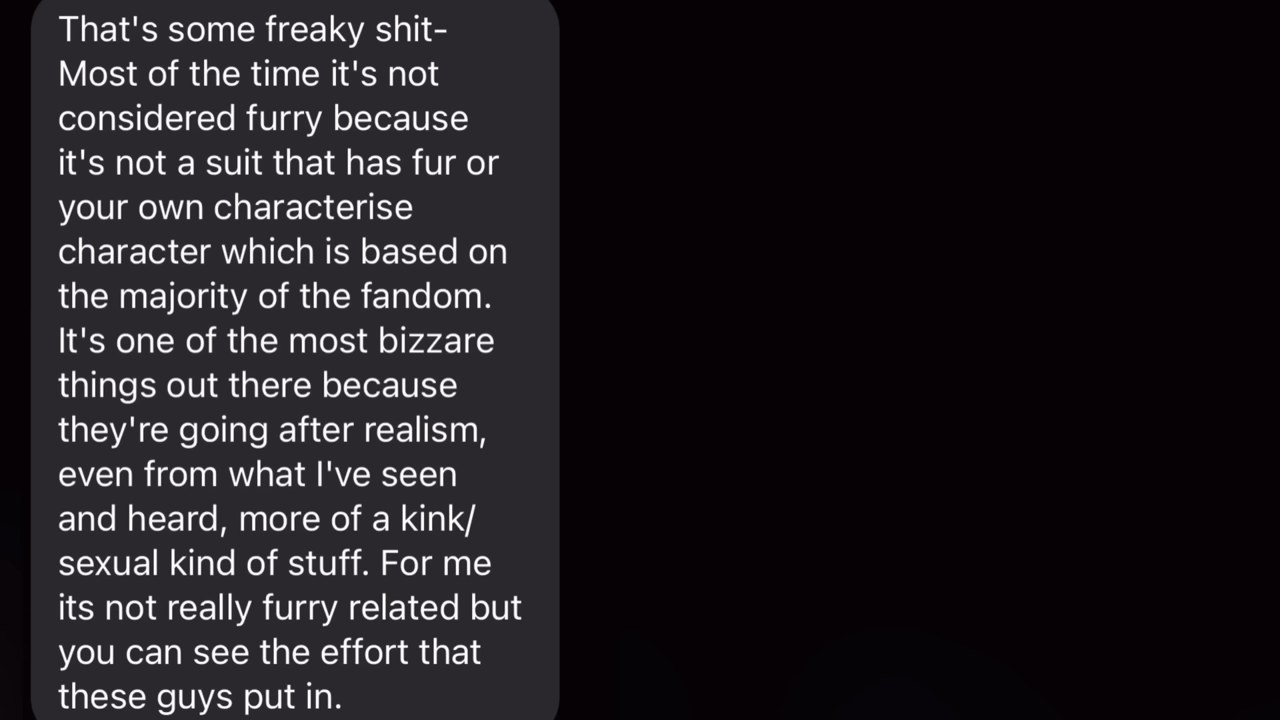 That's some freaky shit-
Most of the time it's not
considered furry because
it's not a suit that has fur or
your own characterise
character which is based on
the majority of the fandom.
It's one of the most bizzare
things out there because
they're going after realism,
even from what I've seen
and heard, more of a kink/
sexual kind of stuff. For me
its not really furry related but
you can see the effort that
these guys put in.